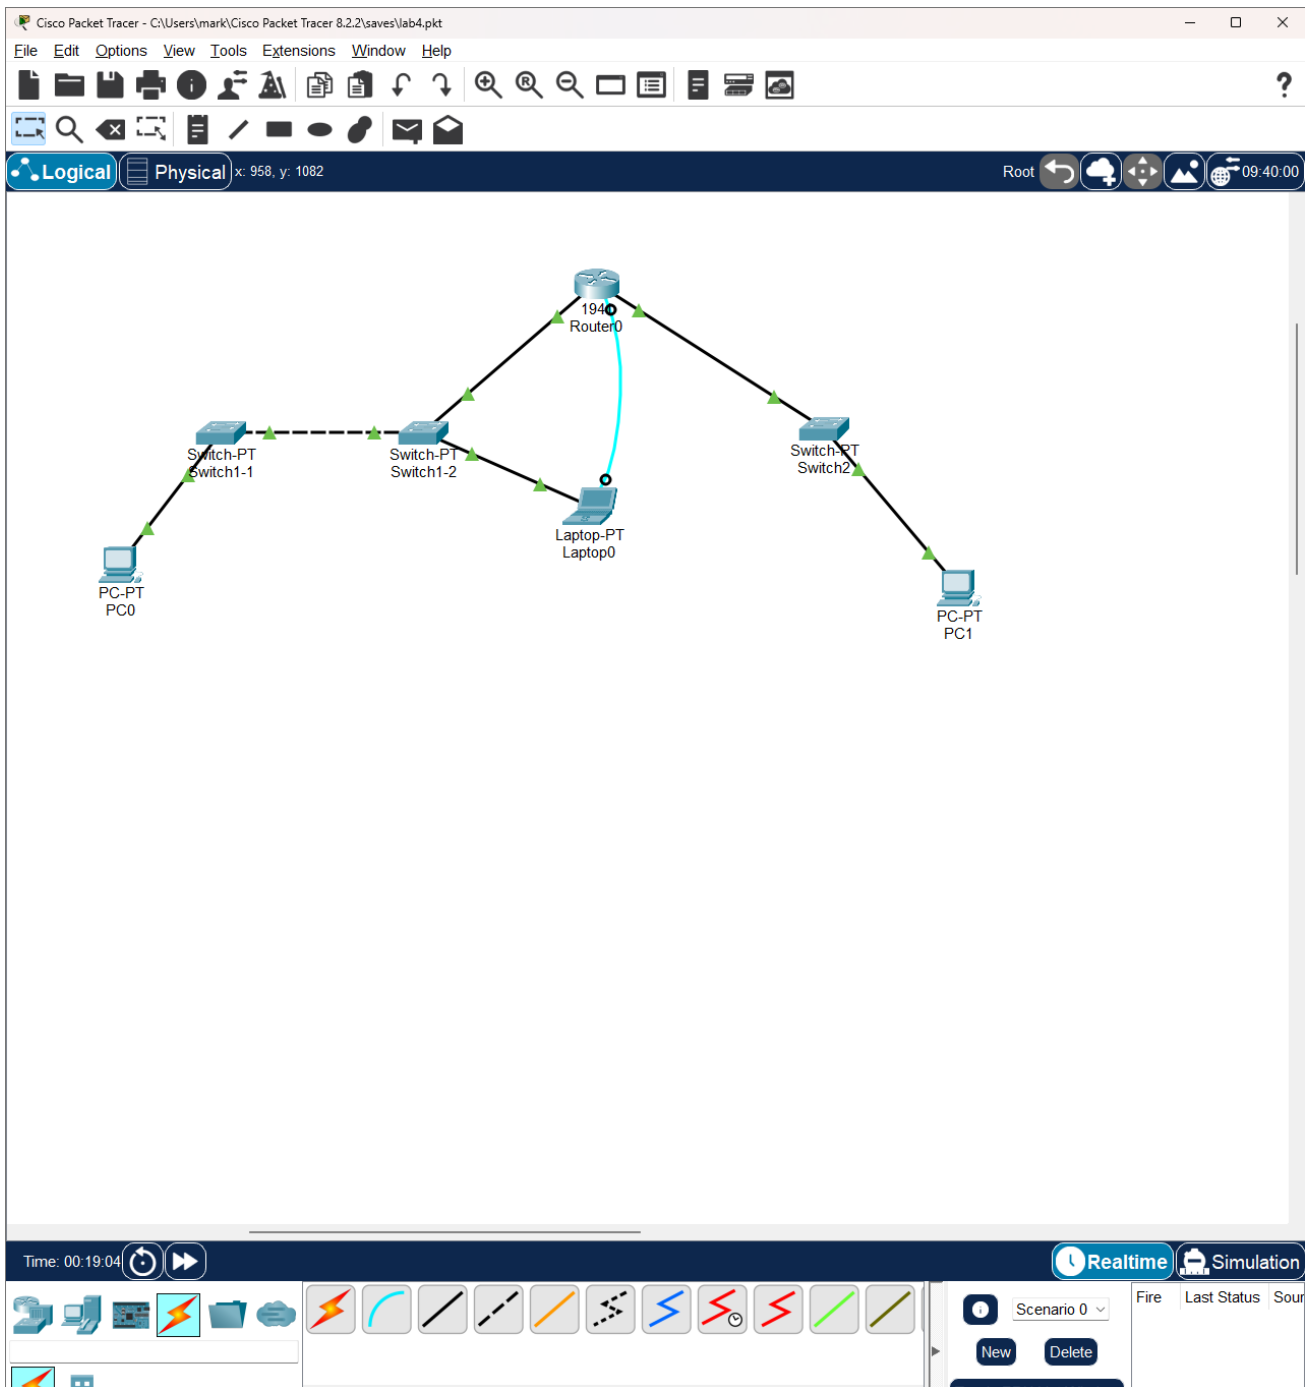 Cisco Packet Tracer - C:\Users\mark\Cisco Packet Tracer 8.2.2\saves\lab4.pkt
File Edit Options View Tools Extensions Window Help
Logical Physical x: 958, y: 1082 Root 09:40:00
Router0
Switch-PT
Switch1-1
Switch-PT
Switch1-2
Switch-PT
Switch2
Laptop-PT
Laptop0
PC-PT
PC0
PC-PT
PC1
Time: 00:19:04 Realtime Simulation
Scenario 0 Fire Last Status Sour
New Delete